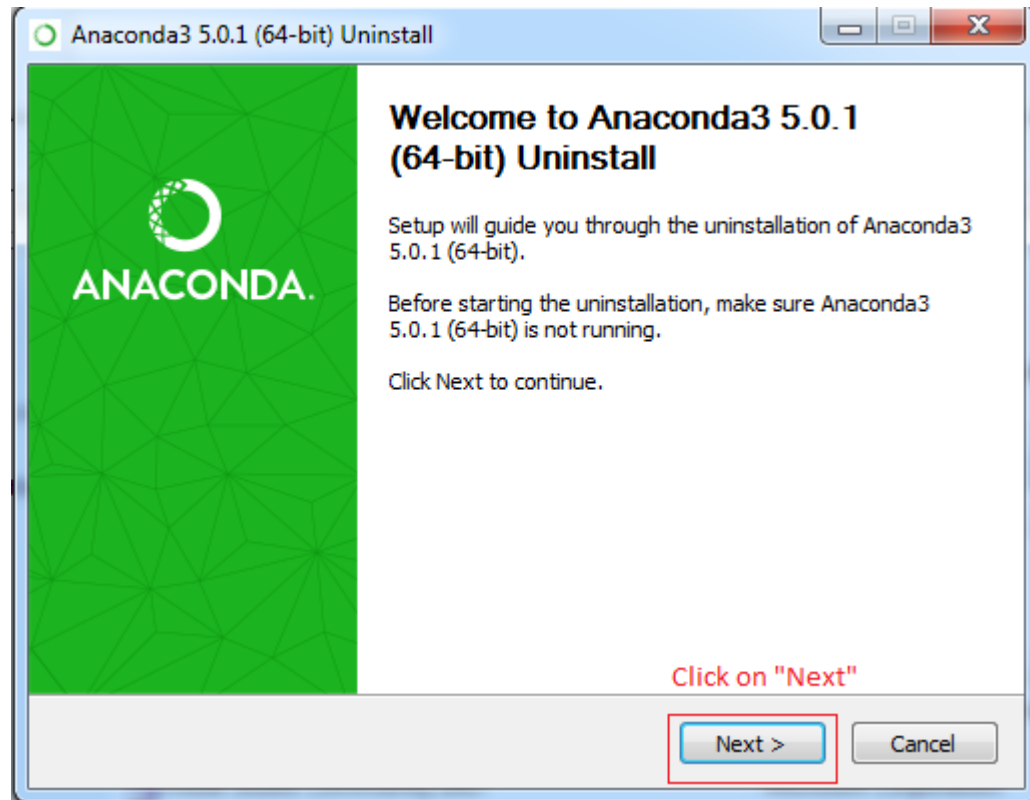 Anaconda3 5.0.1 (64-bit) Uninstall
Welcome to Anaconda3 5.0.1
(64-bit) Uninstall
Setup will guide you through the uninstallation of Anaconda3
5.0.1 (64-bit).
Before starting the uninstallation, make sure Anaconda3
5.0.1 (64-bit) is not running.
Click Next to continue.
ANACONDA.
Click on "Next"
Next >
Cancel